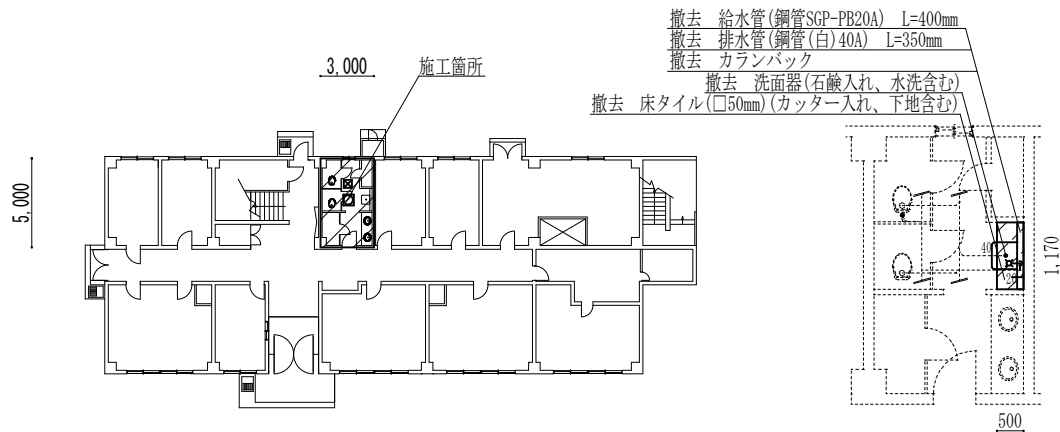 撤去　給水管(鋼管SGP-PB20A)　L=400mm
撤去　排水管(鋼管(白)40A)　L=350mm
撤去　カランバック
撤去　洗面器(石鹸入れ、水洗含む)
撤去　床タイル(□50mm)(カッター入れ、下地含む)
3,000
施工箇所
5,000
40
20
1,170
500